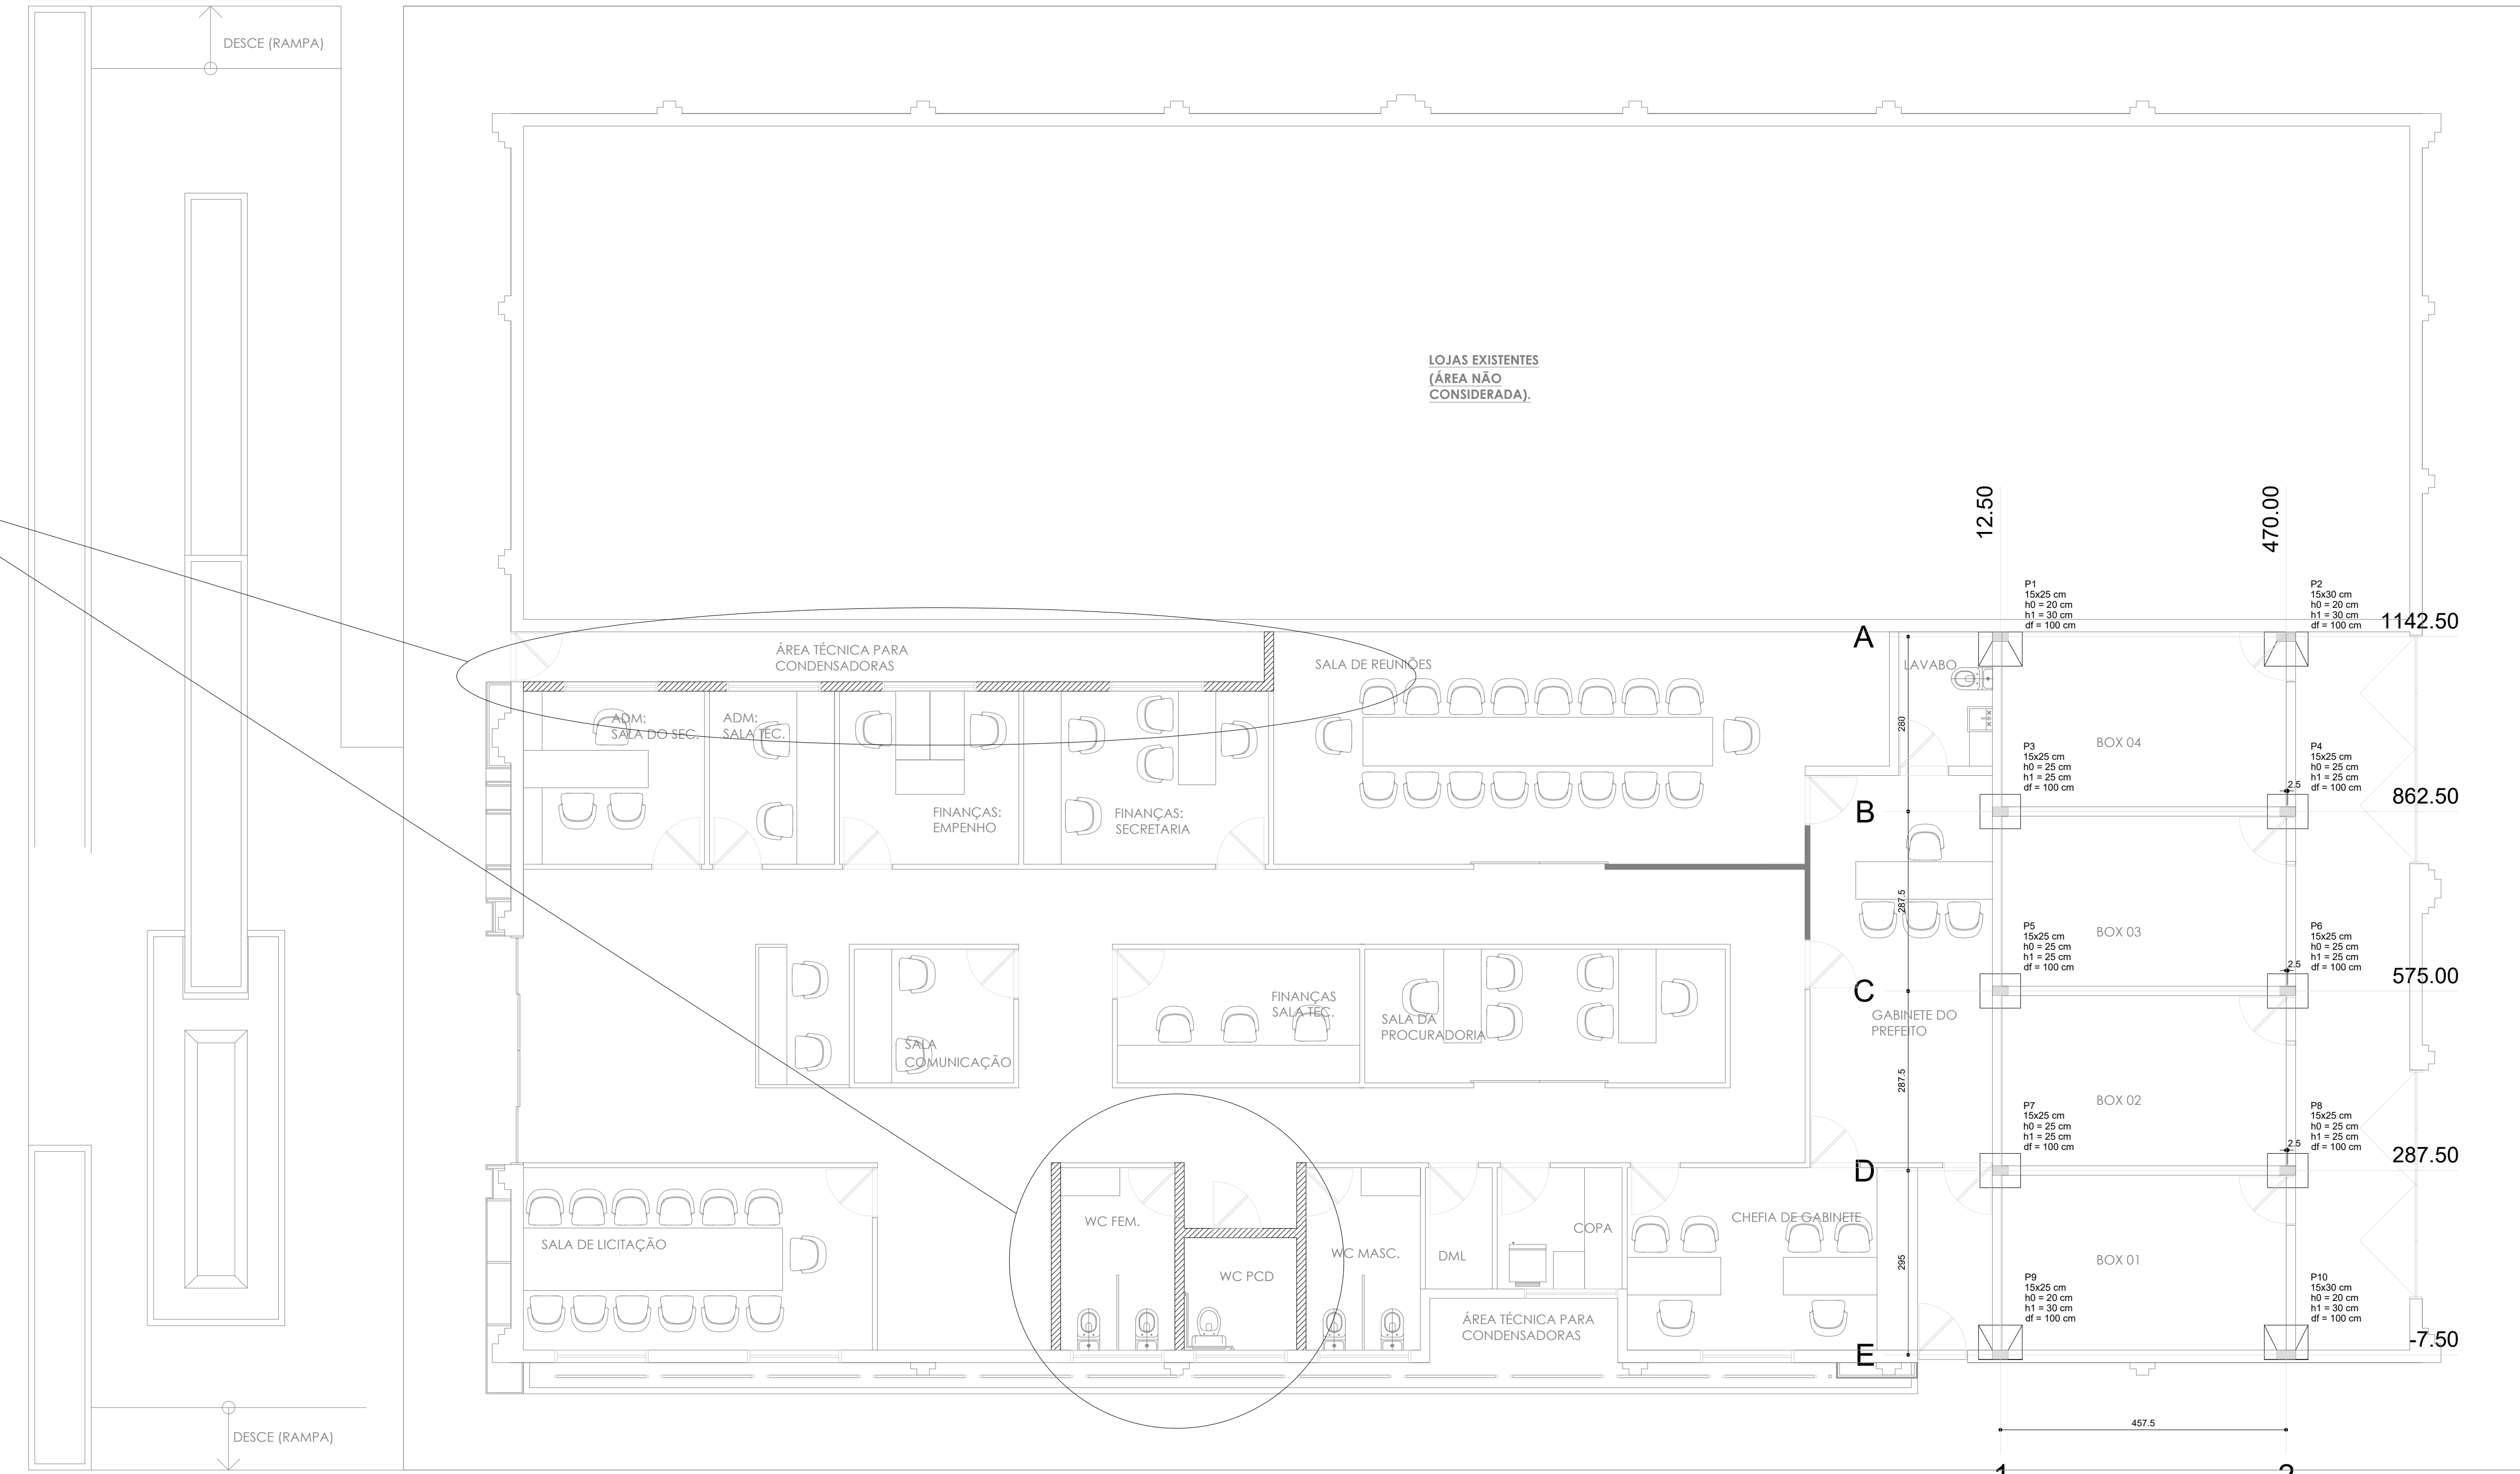 DESCE (RAMPA)
LOJAS EXISTENTES
(ÁREA NÃO
CONSIDERADA).
12.50
470.00
P1
15x25 cm
h0 = 20 cm
h1 = 30 cm
df = 100 cm
P2
15x30 cm
h0 = 20 cm
h1 = 30 cm
df = 100 cm
1142.50
A
ÁREA TÉCNICA PARA
CONDENSADORAS
SALA DE REUNIÕES
LAVABO
ADM:
SALA DO SEC.
ADM:
SALA TEC.
280
BOX 04
P3
15x25 cm
h0 = 25 cm
h1 = 25 cm
df = 100 cm
P4
15x25 cm
h0 = 25 cm
h1 = 25 cm
df = 100 cm
2.5
862.50
B
FINANÇAS:
EMPENHO
FINANÇAS:
SECRETARIA
287.5
BOX 03
P5
15x25 cm
h0 = 25 cm
h1 = 25 cm
df = 100 cm
P6
15x25 cm
h0 = 25 cm
h1 = 25 cm
df = 100 cm
2.5
575.00
C
FINANÇAS
SALA TEC.
SALA DA
PROCURADORIA
GABINETE DO
PREFEITO
SALA
COMUNICAÇÃO
287.5
BOX 02
P7
15x25 cm
h0 = 25 cm
h1 = 25 cm
df = 100 cm
P8
15x25 cm
h0 = 25 cm
h1 = 25 cm
df = 100 cm
2.5
287.50
D
WC FEM.
CHEFIA DE GABINETE
COPA
SALA DE LICITAÇÃO
WC MASC.
DML
WC PCD
295
BOX 01
P9
15x25 cm
h0 = 20 cm
h1 = 30 cm
df = 100 cm
P10
15x30 cm
h0 = 20 cm
h1 = 30 cm
df = 100 cm
ÁREA TÉCNICA PARA
CONDENSADORAS
-7.50
E
DESCE (RAMPA)
457.5
1
2